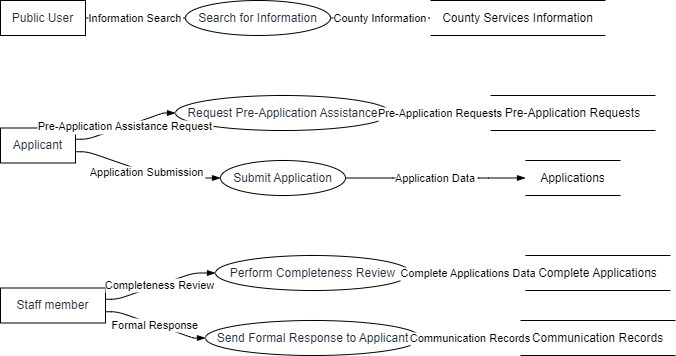 Public User
Information Search
Search for Information
County Information
County Services Information
Pre-Application Assistance Request
Request Pre-Application Assistance
Pre-Application Requests
Pre-Application Requests
Applicant
Application Submission
Submit Application
Application Data
Applications
Completeness Review
Perform Completeness Review
Complete Applications Data
Complete Applications
Staff member
Formal Response
Send Formal Response to Applicant
Communication Records
Communication Records